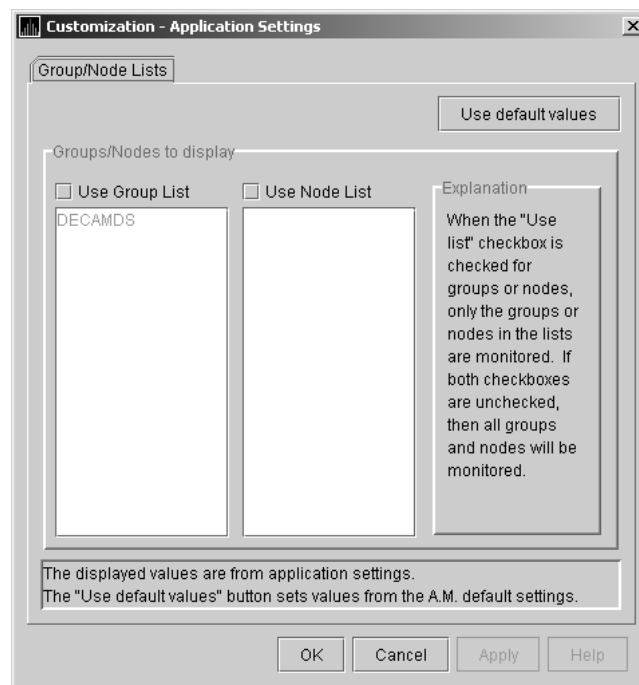 Customization - Application Settings
Group/Node Lists
Use default values
Groups/Nodes to display
Use Group List
Use Node List
DECAMDS
Explanation
When the "Use
list" checkbox is
checked for
groups or nodes,
only the groups or
nodes in the lists
are monitored. If
both checkboxes
are unchecked,
then all groups
and nodes will be
monitored.
The displayed values are from application settings.
The "Use default values" button sets values from the A.M. default settings.
OK
Cancel
Apply
Help